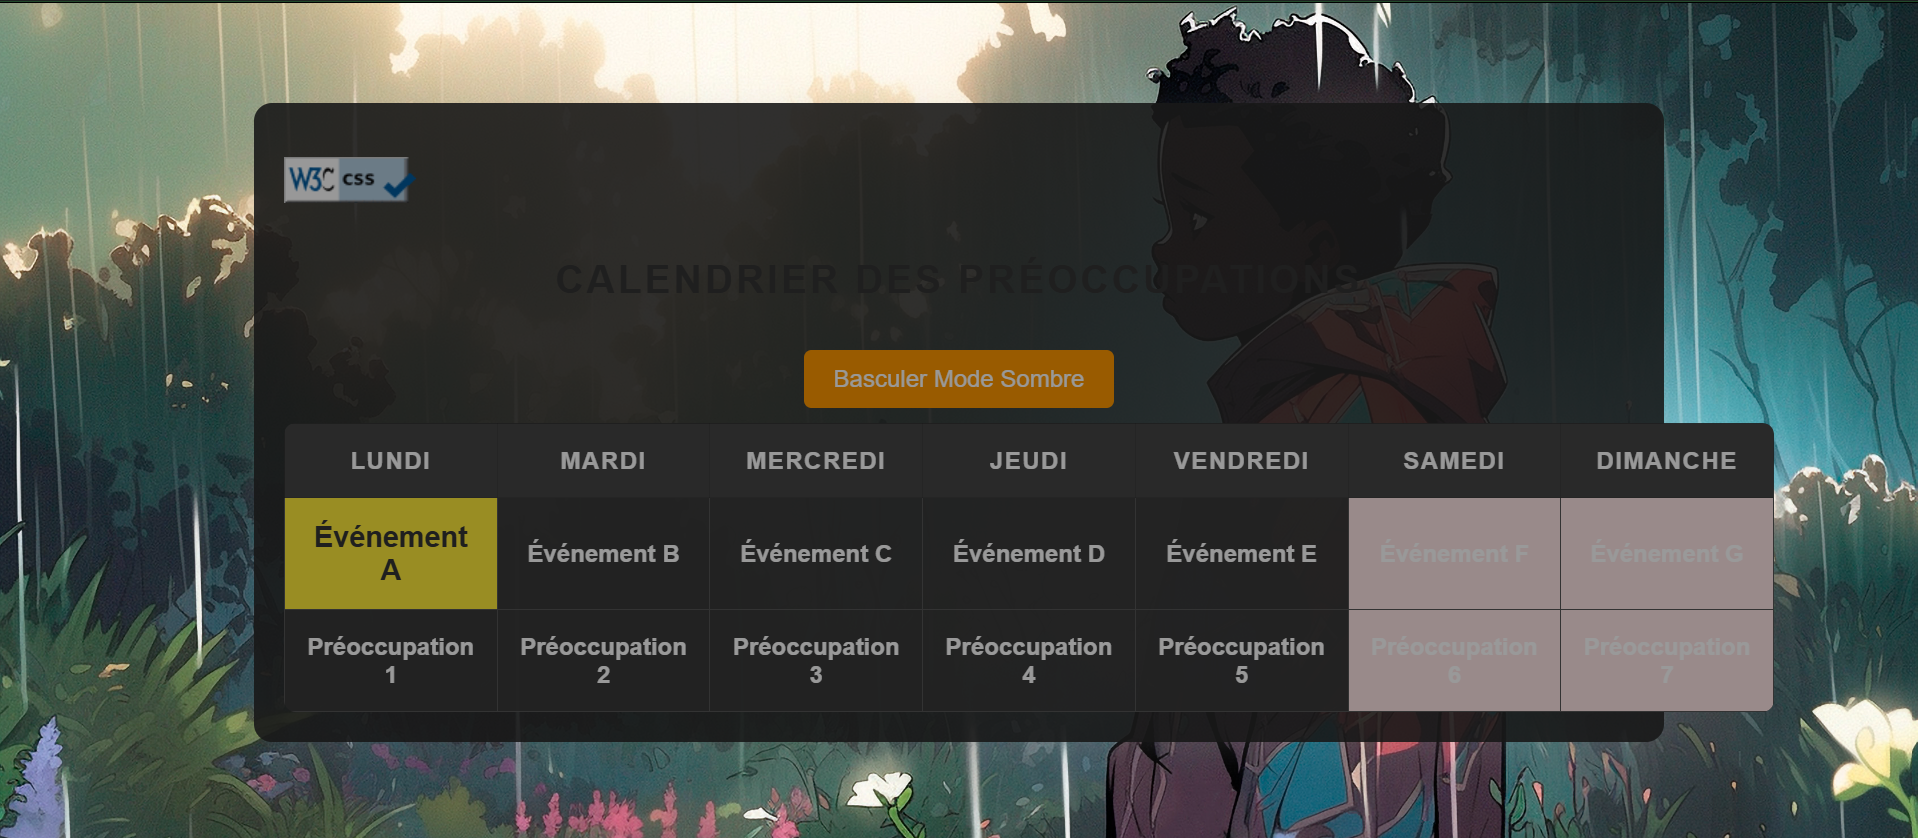 W3C css
CALENDRIER DES PRÉOCCUPATIONS
Basculer Mode Sombre
LUNDI MARDI MERCREDI JEUDI VENDREDI SAMEDI DIMANCHE
Événement A Événement B Événement C Événement D Événement E Événement F Événement G
Préoccupation 1 Préoccupation 2 Préoccupation 3 Préoccupation 4 Préoccupation 5 Préoccupation 6 Préoccupation 7